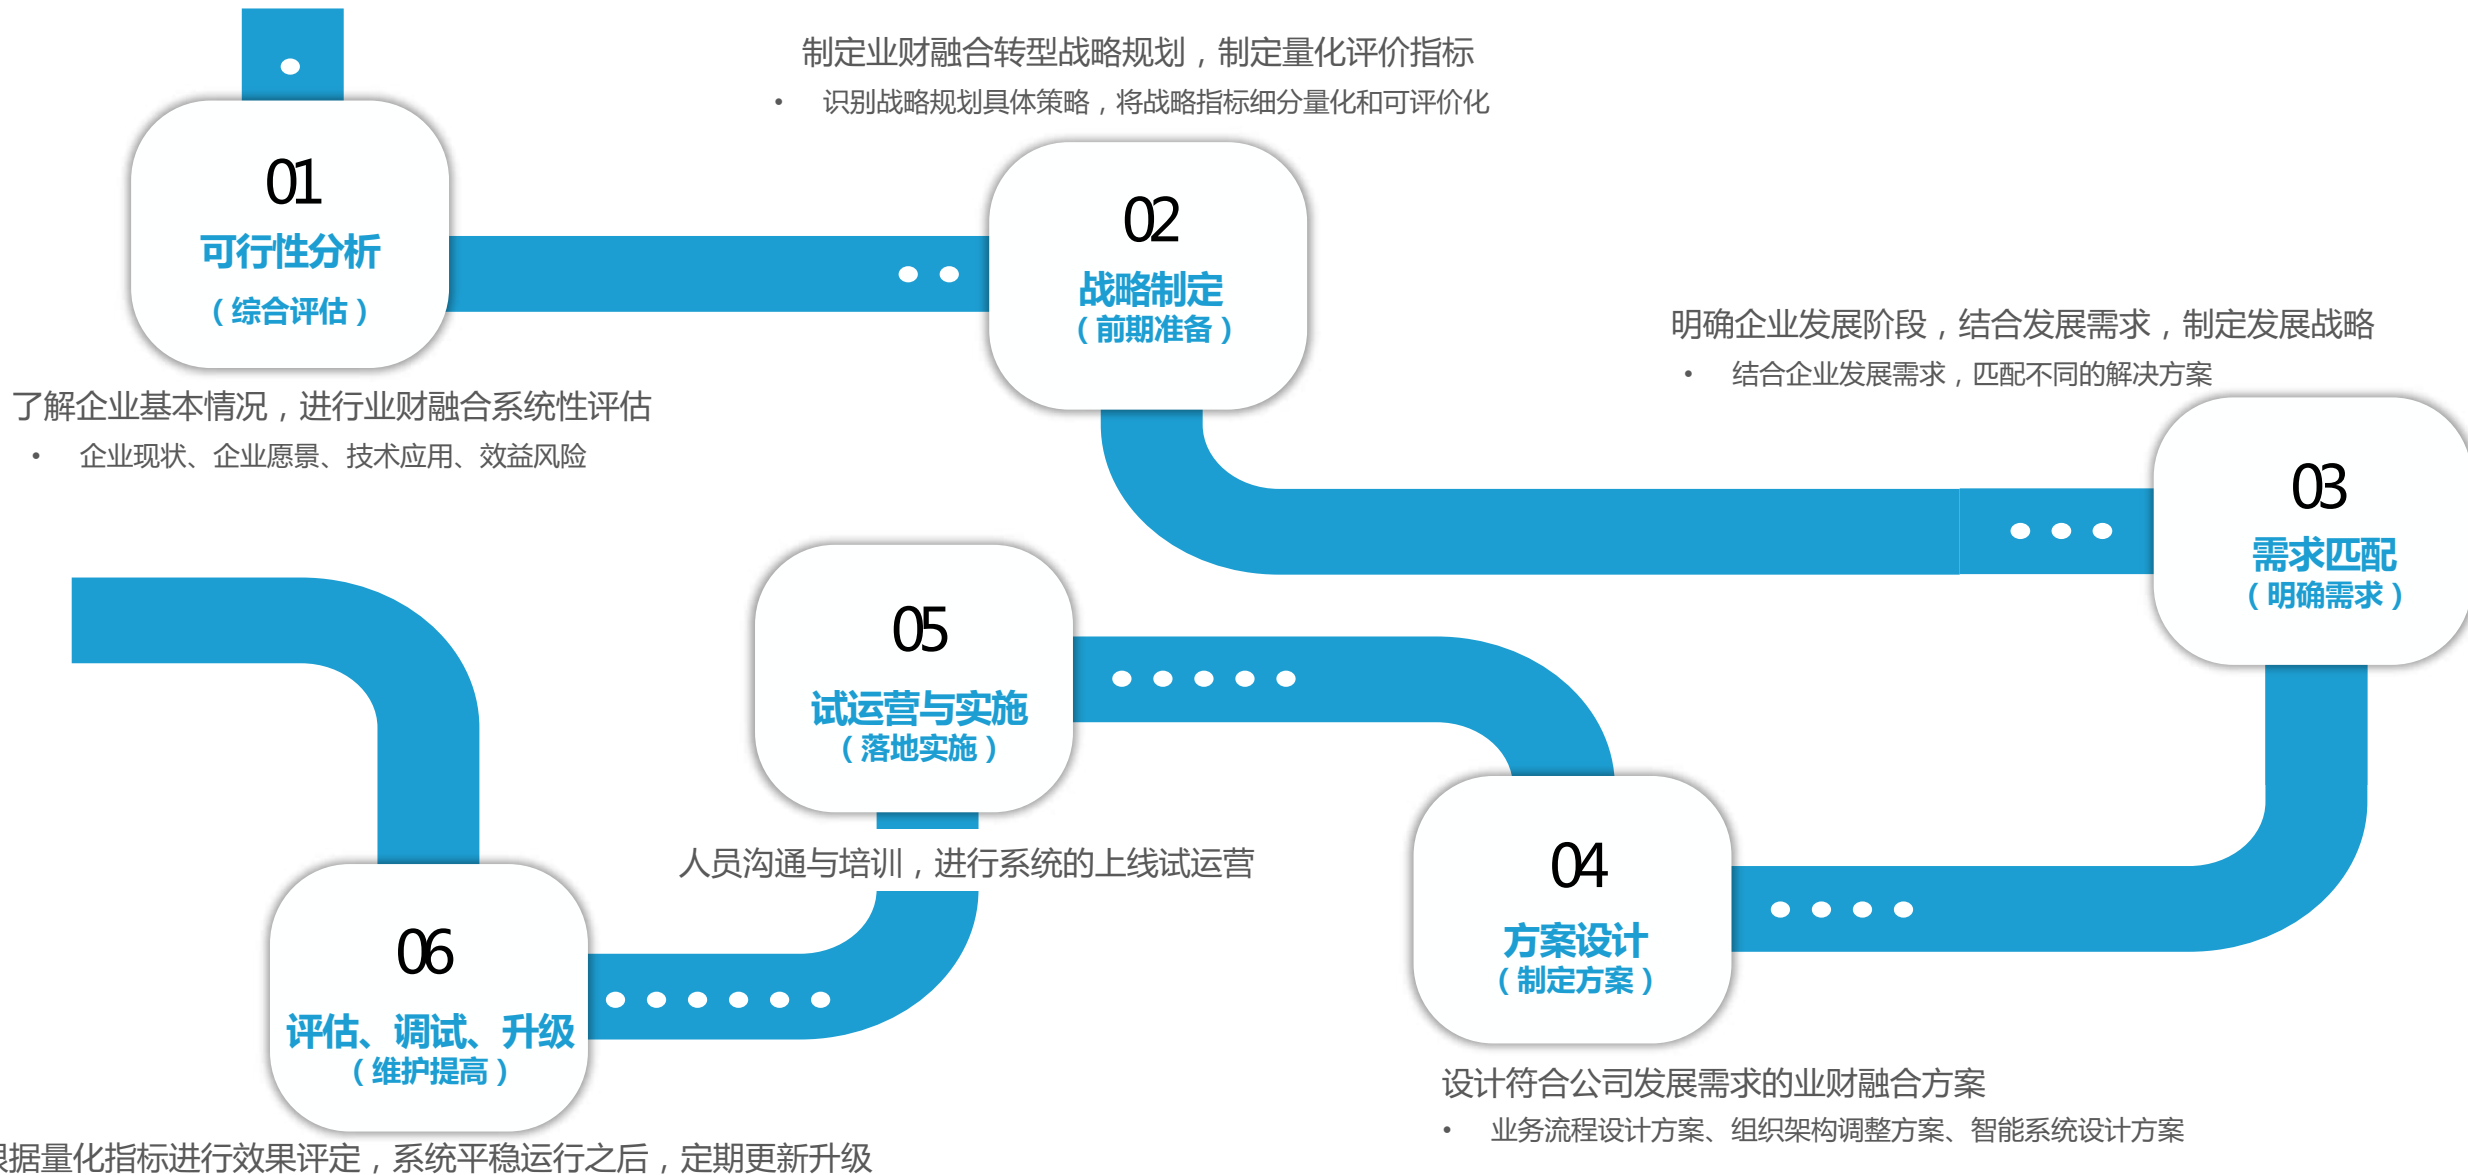 01
可行性分析
（综合评估）
了解企业基本情况，进行业财融合系统性评估
• 企业现状、企业愿景、技术应用、效益风险
制定业财融合转型战略规划，制定量化评价指标
• 识别战略规划具体策略，将战略指标细分量化和可评价化
02
战略制定
（前期准备）
明确企业发展阶段，结合发展需求，制定发展战略
• 结合企业发展需求，匹配不同的解决方案
03
需求匹配
（明确需求）
04
方案设计
（制定方案）
设计符合公司发展需求的业财融合方案
• 业务流程设计方案、组织架构调整方案、智能系统设计方案
05
试运营与实施
（落地实施）
人员沟通与培训，进行系统的上线试运营
06
评估、调试、升级
（维护提高）
根据量化指标进行效果评定，系统平稳运行之后，定期更新升级